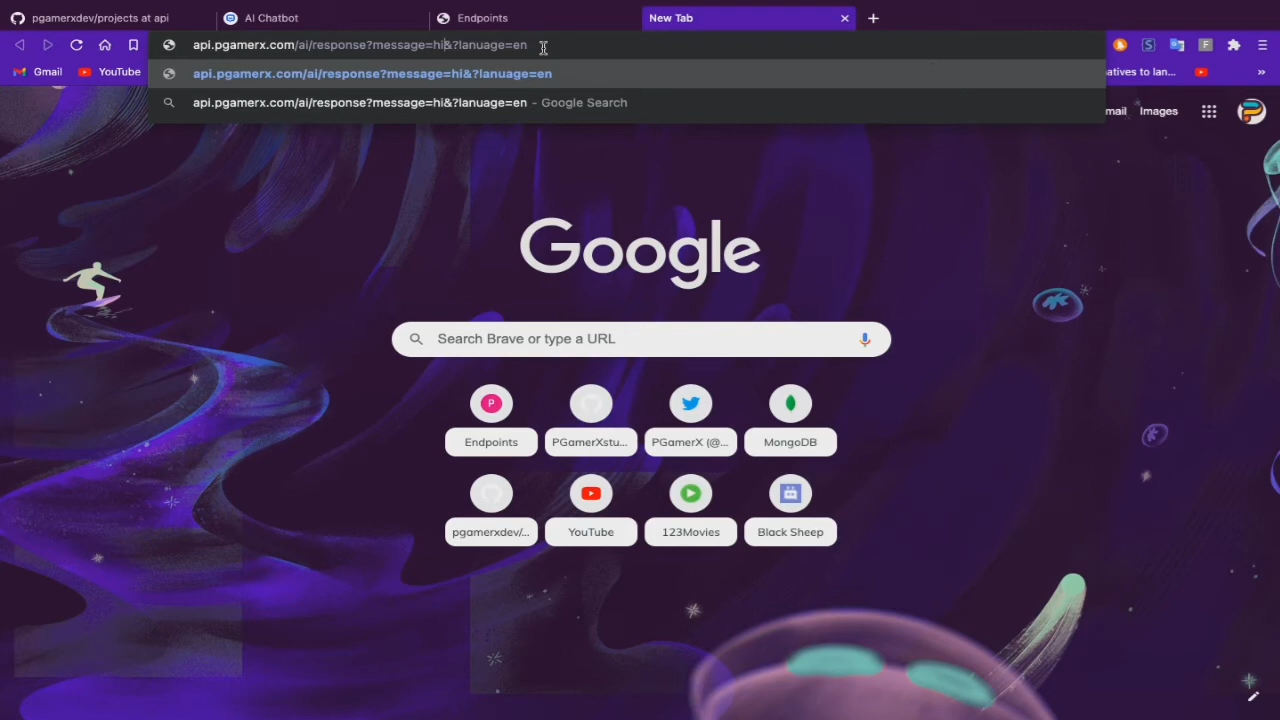 pgamerxdev/projects at api
AI Chatbot
Endpoints
New Tab
api.pgamerx.com/ai/response?message=hi&?lanuage=en
Gmail
YouTube
natives to lan...
»
api.pgamerx.com/ai/response?message=hi&?lanuage=en
api.pgamerx.com/ai/response?message=hi&?lanuage=en - Google Search
mail
Images
Google
Search Brave or type a URL
P
Endpoints
PGamerXstu...
PGamerX (@...
MongoDB
pgamerxdev/...
YouTube
123Movies
Black Sheep